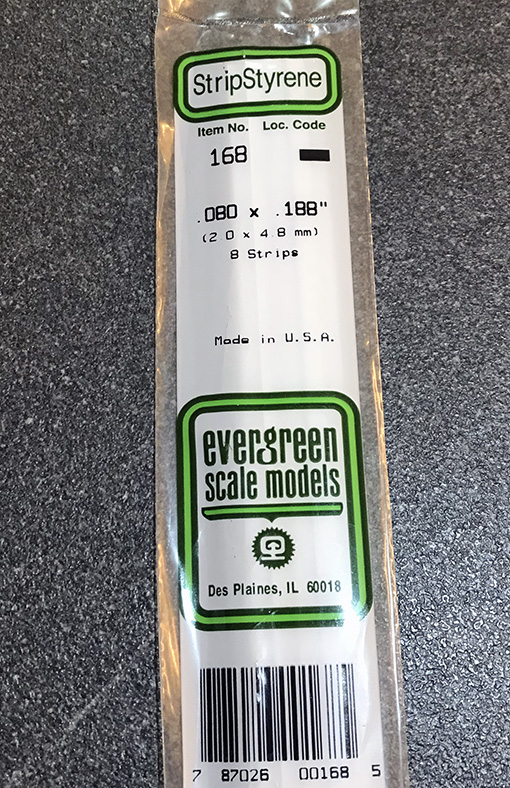 StripStyrene
Item No. Loc. Code
168
.080 x .188"
(2.0 x 4.8 mm)
8 Strips
Made in U.S.A.
evergreen
scale models
Des Plaines, IL 60018
7 87026 00168 5